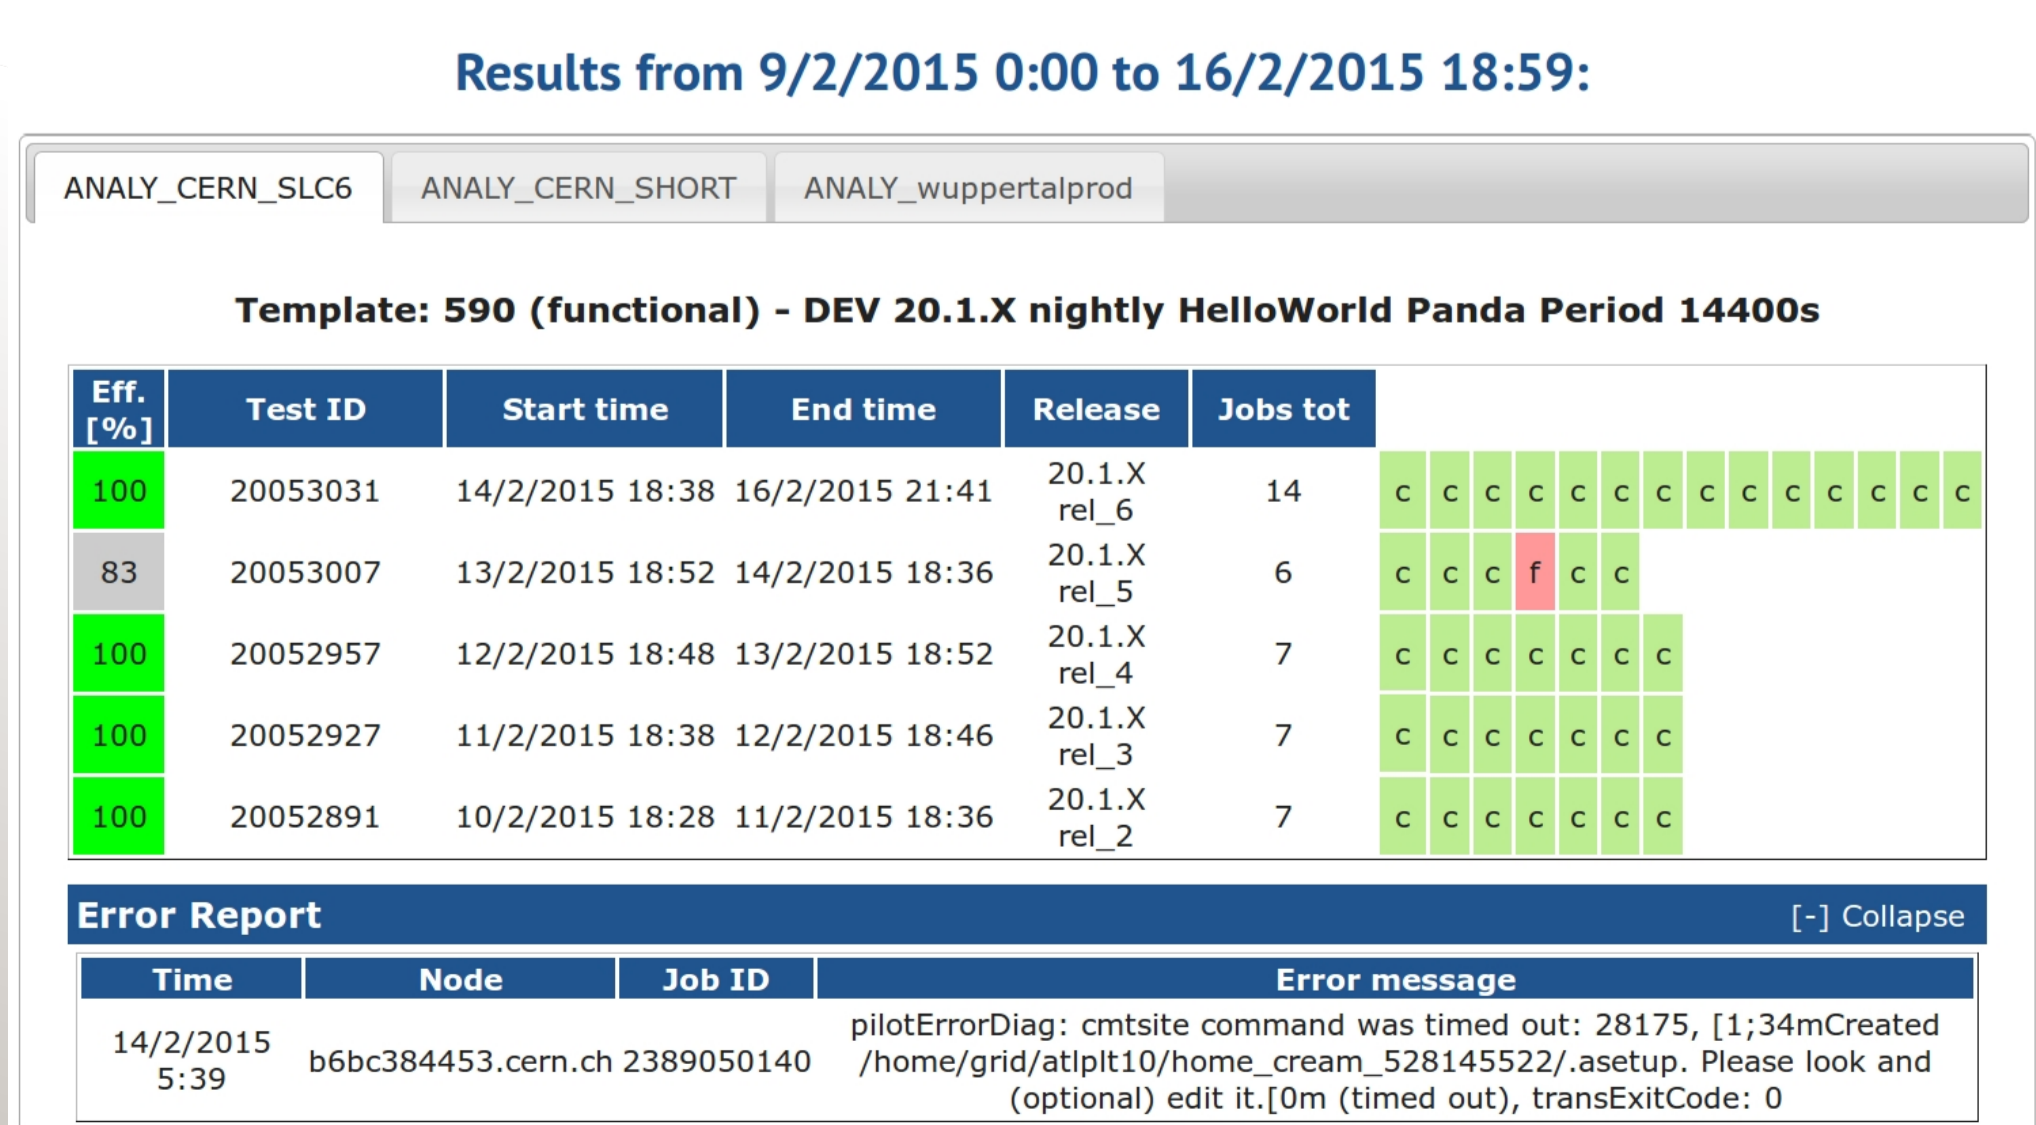 Results from 9/2/2015 0:00 to 16/2/2015 18:59:
ANALY_CERN_SLC6 ANALY_CERN_SHORT ANALY_wuppertalprod
Template: 590 (functional) - DEV 20.1.X nightly HelloWorld Panda Period 14400s
Eff. [%] Test ID Start time End time Release Jobs tot
100 20053031 14/2/2015 18:38 16/2/2015 21:41 20.1.X rel_6 14 c c c c c c c c c c c c c c
83 20053007 13/2/2015 18:52 14/2/2015 18:36 20.1.X rel_5 6 c c c f c c
100 20052957 12/2/2015 18:48 13/2/2015 18:52 20.1.X rel_4 7 c c c c c c c
100 20052927 11/2/2015 18:38 12/2/2015 18:46 20.1.X rel_3 7 c c c c c c c
100 20052891 10/2/2015 18:28 11/2/2015 18:36 20.1.X rel_2 7 c c c c c c c
Error Report [-] Collapse
Time Node Job ID Error message
14/2/2015 5:39 b6bc384453.cern.ch 2389050140 pilotErrorDiag: cmtsite command was timed out: 28175, [1;34mCreated
/home/grid/atlplt10/home_cream_528145522/.asetup. Please look and
(optional) edit it.[0m (timed out), transExitCode: 0